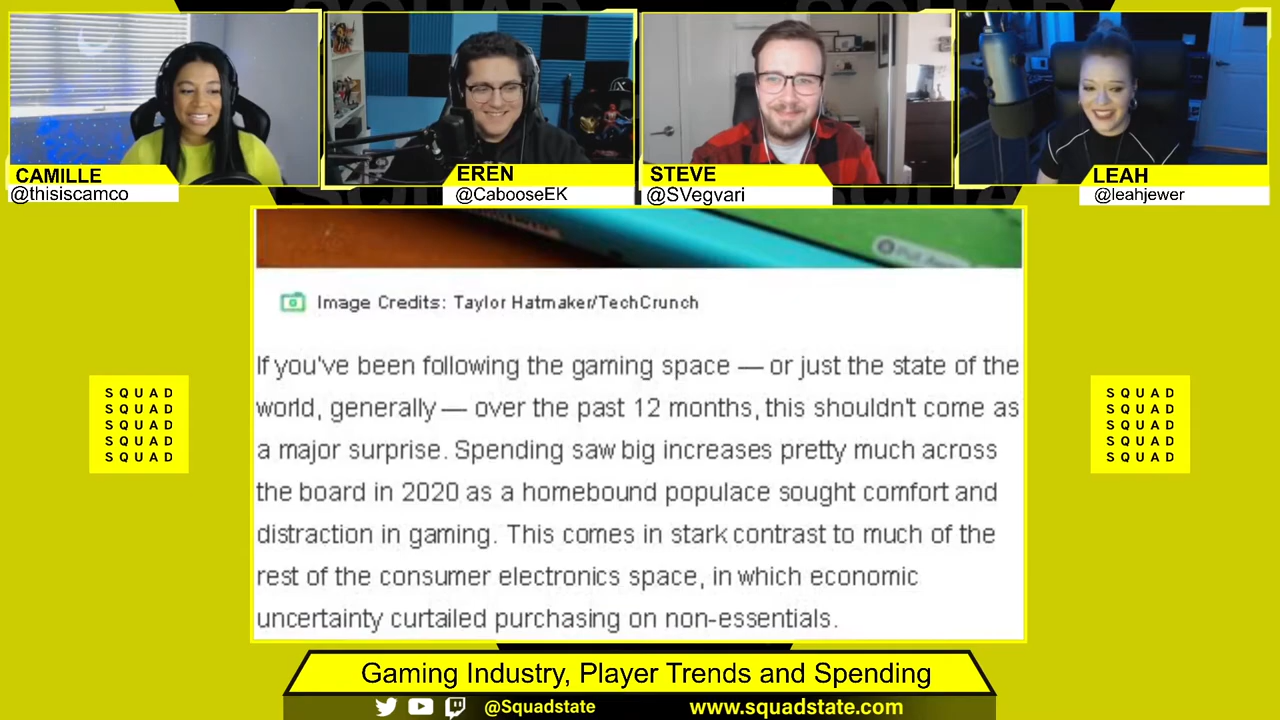 CAMILLE
@thisiscamco
EREN
@CabooseEK
STEVE
@SVegvari
LEAH
@leahjewer
Image Credits: Taylor Hatmaker/TechCrunch
If you've been following the gaming space — or just the state of the
world, generally — over the past 12 months, this shouldn't come as
a major surprise. Spending saw big increases pretty much across
the board in 2020 as a homebound populace sought comfort and
distraction in gaming. This comes in stark contrast to much of the
rest of the consumer electronics space, in which economic
uncertainty curtailed purchasing on non-essentials.
SQUAD
SQUAD
SQUAD
SQUAD
SQUAD
SQUAD
SQUAD
SQUAD
SQUAD
SQUAD
Gaming Industry, Player Trends and Spending
@Squadstate
www.squadstate.com